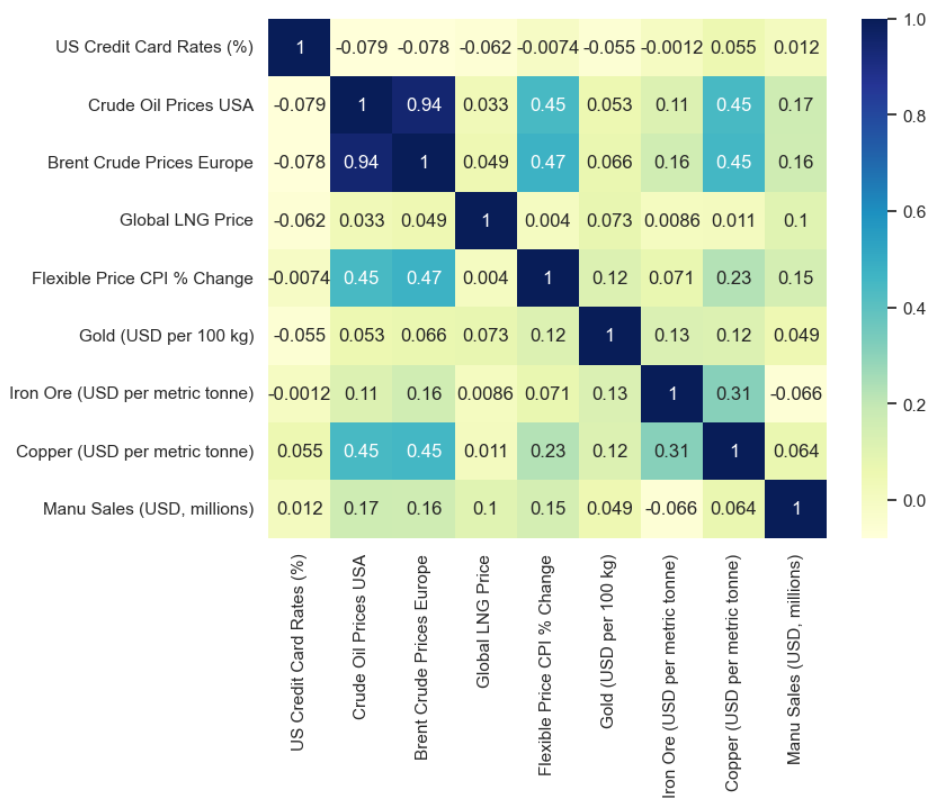 US Credit Card Rates (%) 1 -0.079 -0.078 -0.062 -0.0074 -0.055 -0.0012 0.055 0.012
Crude Oil Prices USA -0.079 1 0.94 0.033 0.45 0.053 0.11 0.45 0.17
Brent Crude Prices Europe -0.078 0.94 1 0.049 0.47 0.066 0.16 0.45 0.16
Global LNG Price -0.062 0.033 0.049 1 0.004 0.073 0.0086 0.011 0.1
Flexible Price CPI % Change -0.0074 0.45 0.47 0.004 1 0.12 0.071 0.23 0.15
Gold (USD per 100 kg) -0.055 0.053 0.066 0.073 0.12 1 0.13 0.12 0.049
Iron Ore (USD per metric tonne) -0.0012 0.11 0.16 0.0086 0.071 0.13 1 0.31 -0.066
Copper (USD per metric tonne) 0.055 0.45 0.45 0.011 0.23 0.12 0.31 1 0.064
Manu Sales (USD, millions) 0.012 0.17 0.16 0.1 0.15 0.049 -0.066 0.064 1
US Credit Card Rates (%)
Crude Oil Prices USA
Brent Crude Prices Europe
Global LNG Price
Flexible Price CPI % Change
Gold (USD per 100 kg)
Iron Ore (USD per metric tonne)
Copper (USD per metric tonne)
Manu Sales (USD, millions)
1.0
0.8
0.6
0.4
0.2
0.0